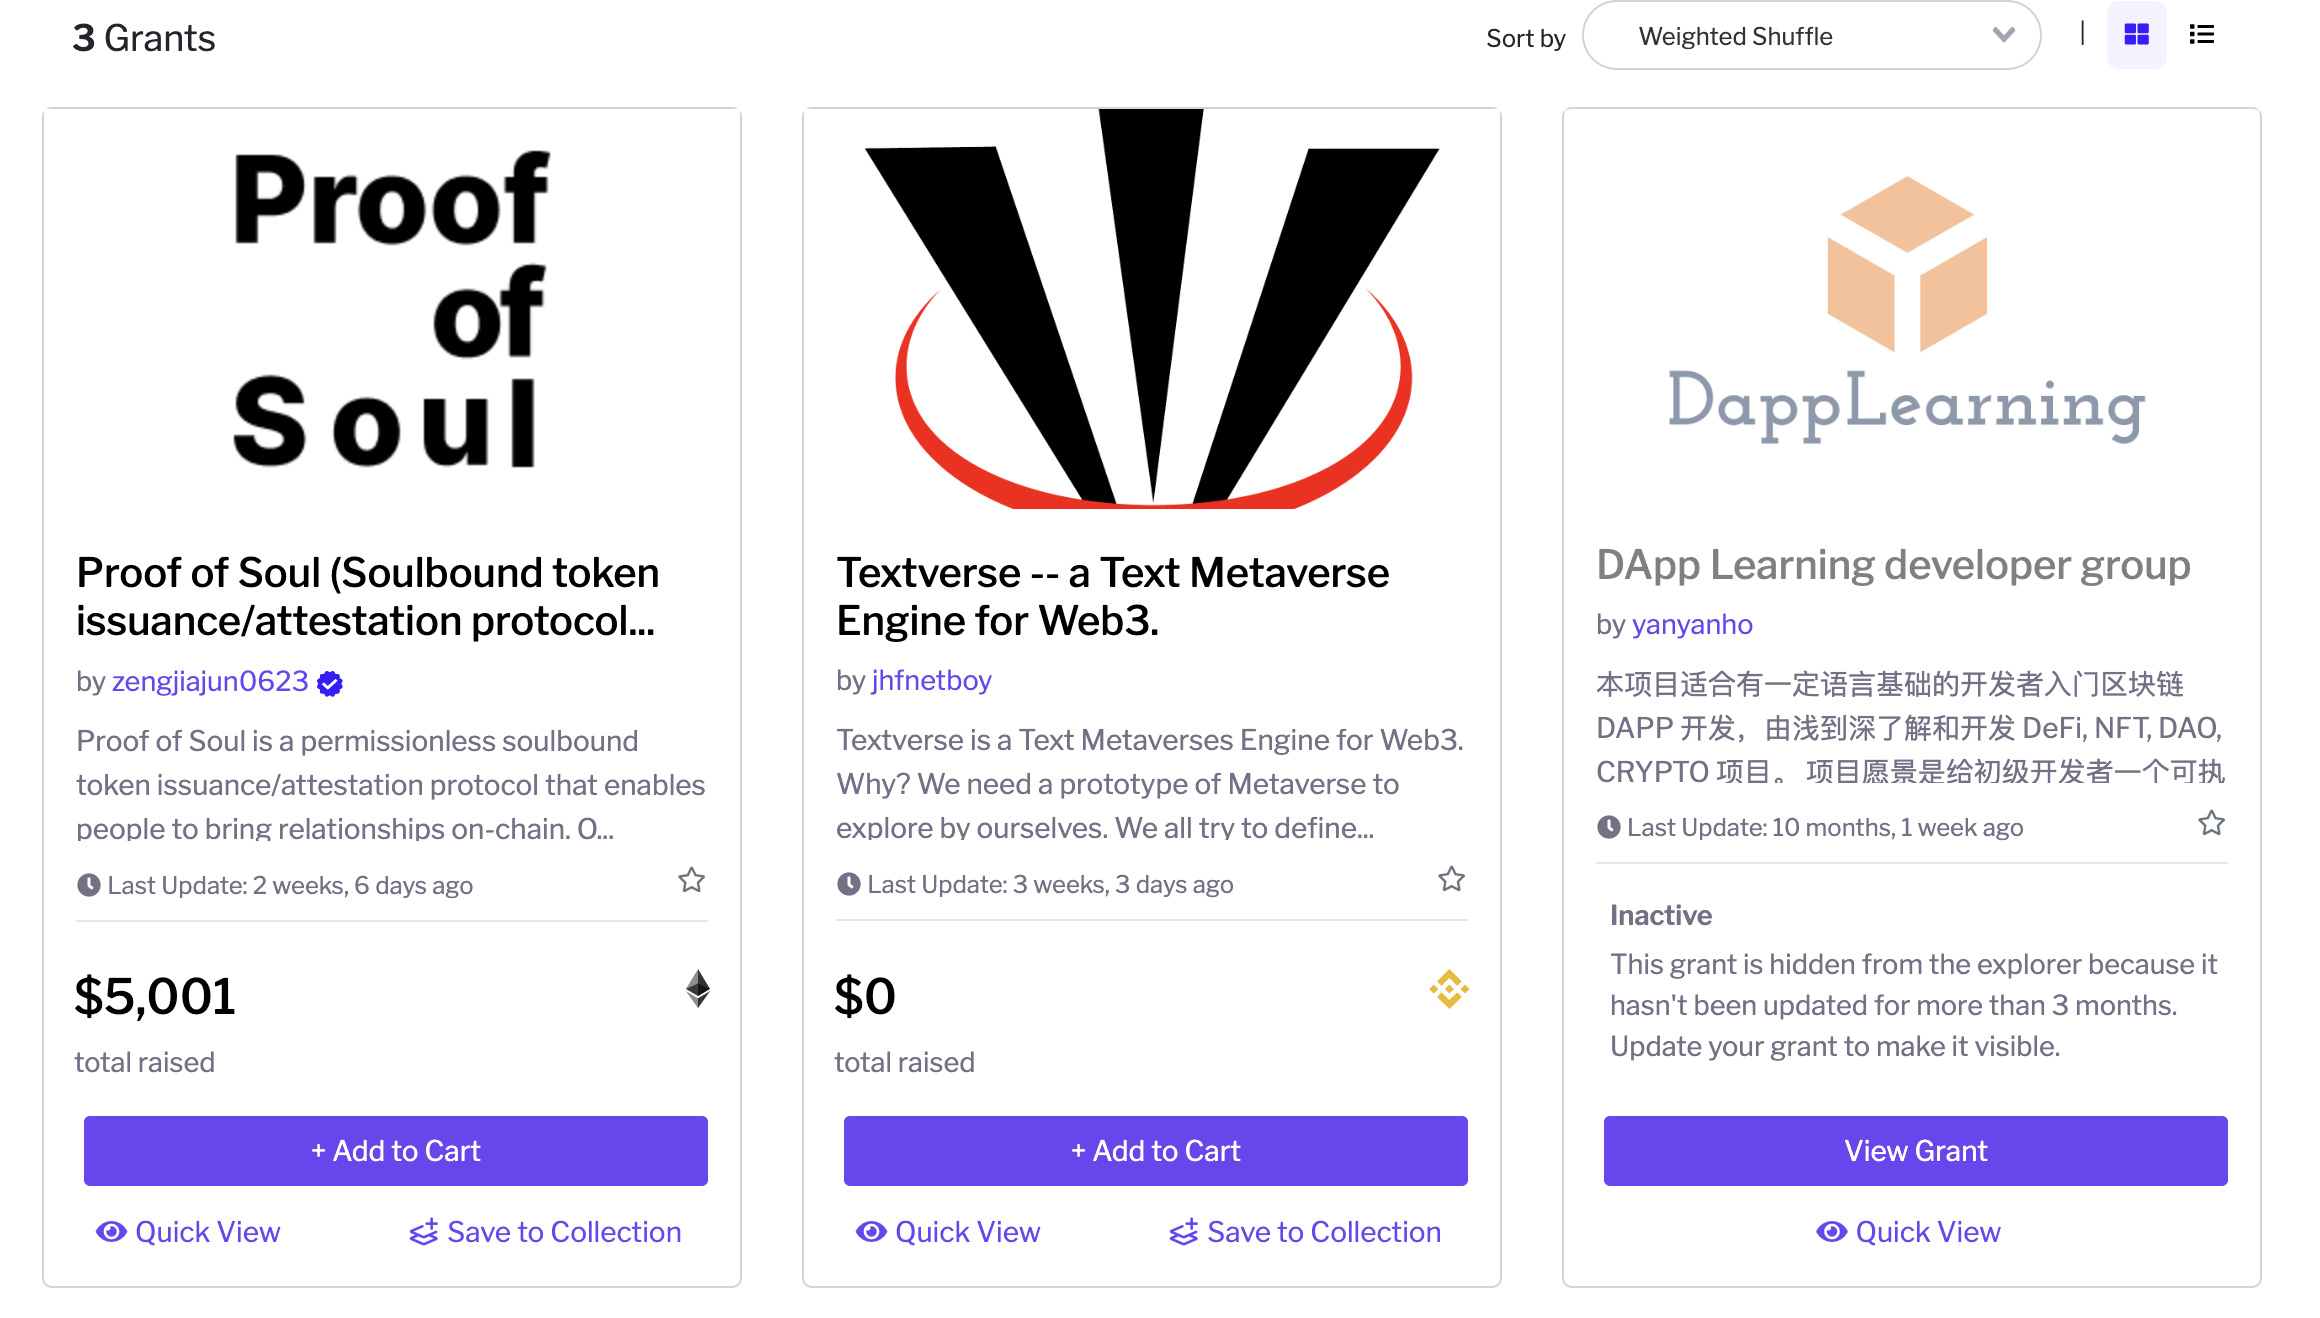 3 Grants
Sort by
Weighted Shuffle
Proof
of
Soul
Proof of Soul (Soulbound token
issuance/attestation protocol...
by zengjiajun0623
Proof of Soul is a permissionless soulbound
token issuance/attestation protocol that enables
people to bring relationships on-chain. O...
Last Update: 2 weeks, 6 days ago
$5,001
total raised
+ Add to Cart
Quick View
Save to Collection
Textverse -- a Text Metaverse
Engine for Web3.
by jhfnetboy
Textverse is a Text Metaverses Engine for Web3.
Why? We need a prototype of Metaverse to
explore by ourselves. We all try to define...
Last Update: 3 weeks, 3 days ago
$0
total raised
+ Add to Cart
Quick View
Save to Collection
DappLearning
DApp Learning developer group
by yanyanho
本项目适合有一定语言基础的开发者入门区块链
DAPP 开发，由浅到深了解和开发 DeFi, NFT, DAO,
CRYPTO 项目。 项目愿景是给初级开发者一个可执
Last Update: 10 months, 1 week ago
Inactive
This grant is hidden from the explorer because it
hasn't been updated for more than 3 months.
Update your grant to make it visible.
View Grant
Quick View